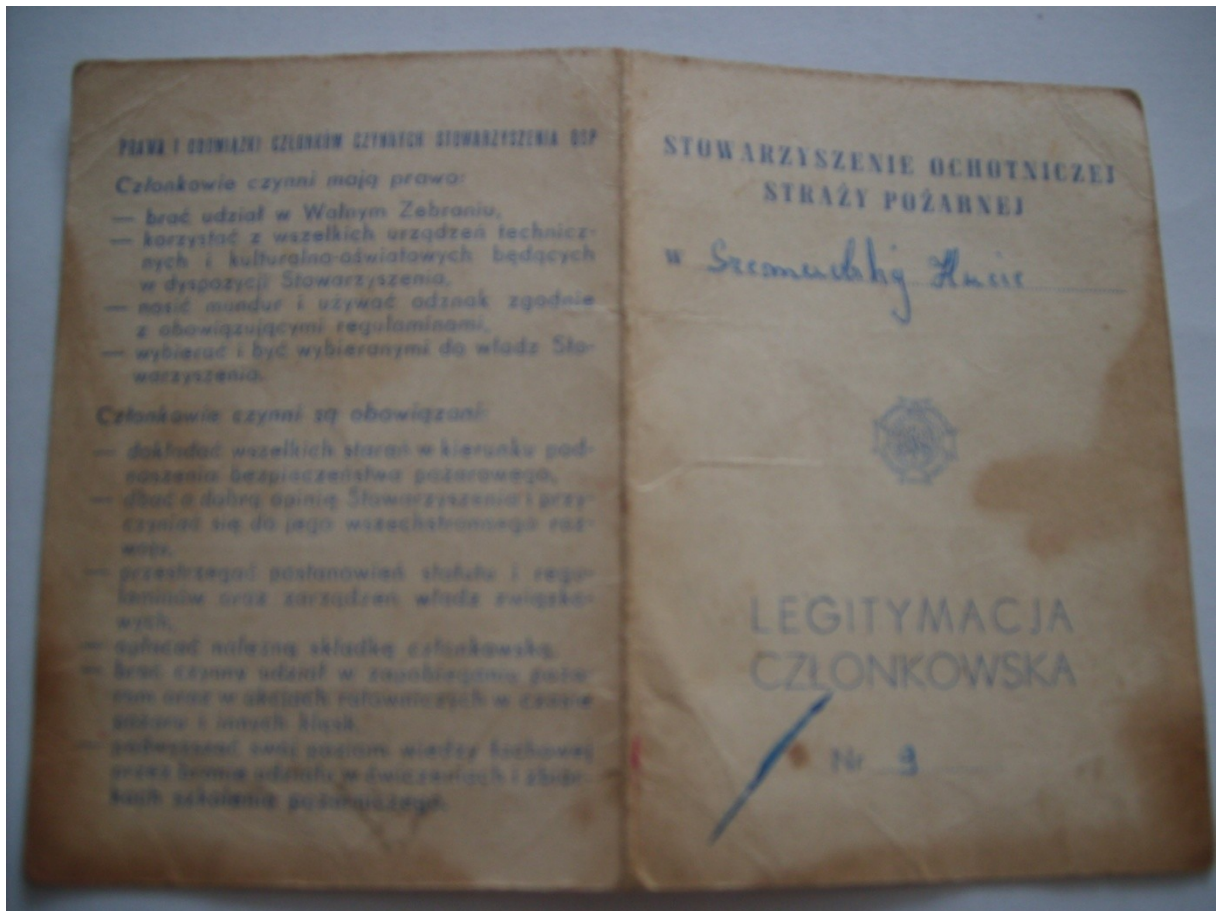 PRAWA I OBOWIĄZKI CZŁONKÓW CZYNNYCH STOWARZYSZENIA OSP
Członkowie czynni mają prawo:
— brać udział w Walnym Zebraniu,
— korzystać z wszelkich urządzeń technicz-
nych i kulturalno-oświatowych będących
w dyspozycji Stowarzyszenia,
— nosić mundur i używać odznak zgodnie
z obowiązującymi regulaminami,
— wybierać i być wybieranymi do władz Sto-
warzyszenia.
Członkowie czynni są obowiązani:
— dokładać wszelkich starań w kierunku pod-
noszenia bezpieczeństwa pożarowego,
— dbać o dobrą opinię Stowarzyszenia i przy-
czyniać się do jego wszechstronnego roz-
woju,
— przestrzegać postanowień statutu i regu-
laminów oraz zarządzeń władz związko-
wych,
— opłacać należną składkę członkowską,
— brać czynny udział w zapobieganiu poża-
rom oraz w akcjach ratowniczych w czasie
pożaru i innych klęsk,
— podwyższać swój poziom wiedzy fachowej
przez branie udziału w ćwiczeniach i zbiór-
kach szkolenia pożarniczego.
STOWARZYSZENIE OCHOTNICZEJ
STRAŻY POŻARNEJ
w Szemudskiej Hucie
LEGITYMACJA
CZŁONKOWSKA
Nr 9